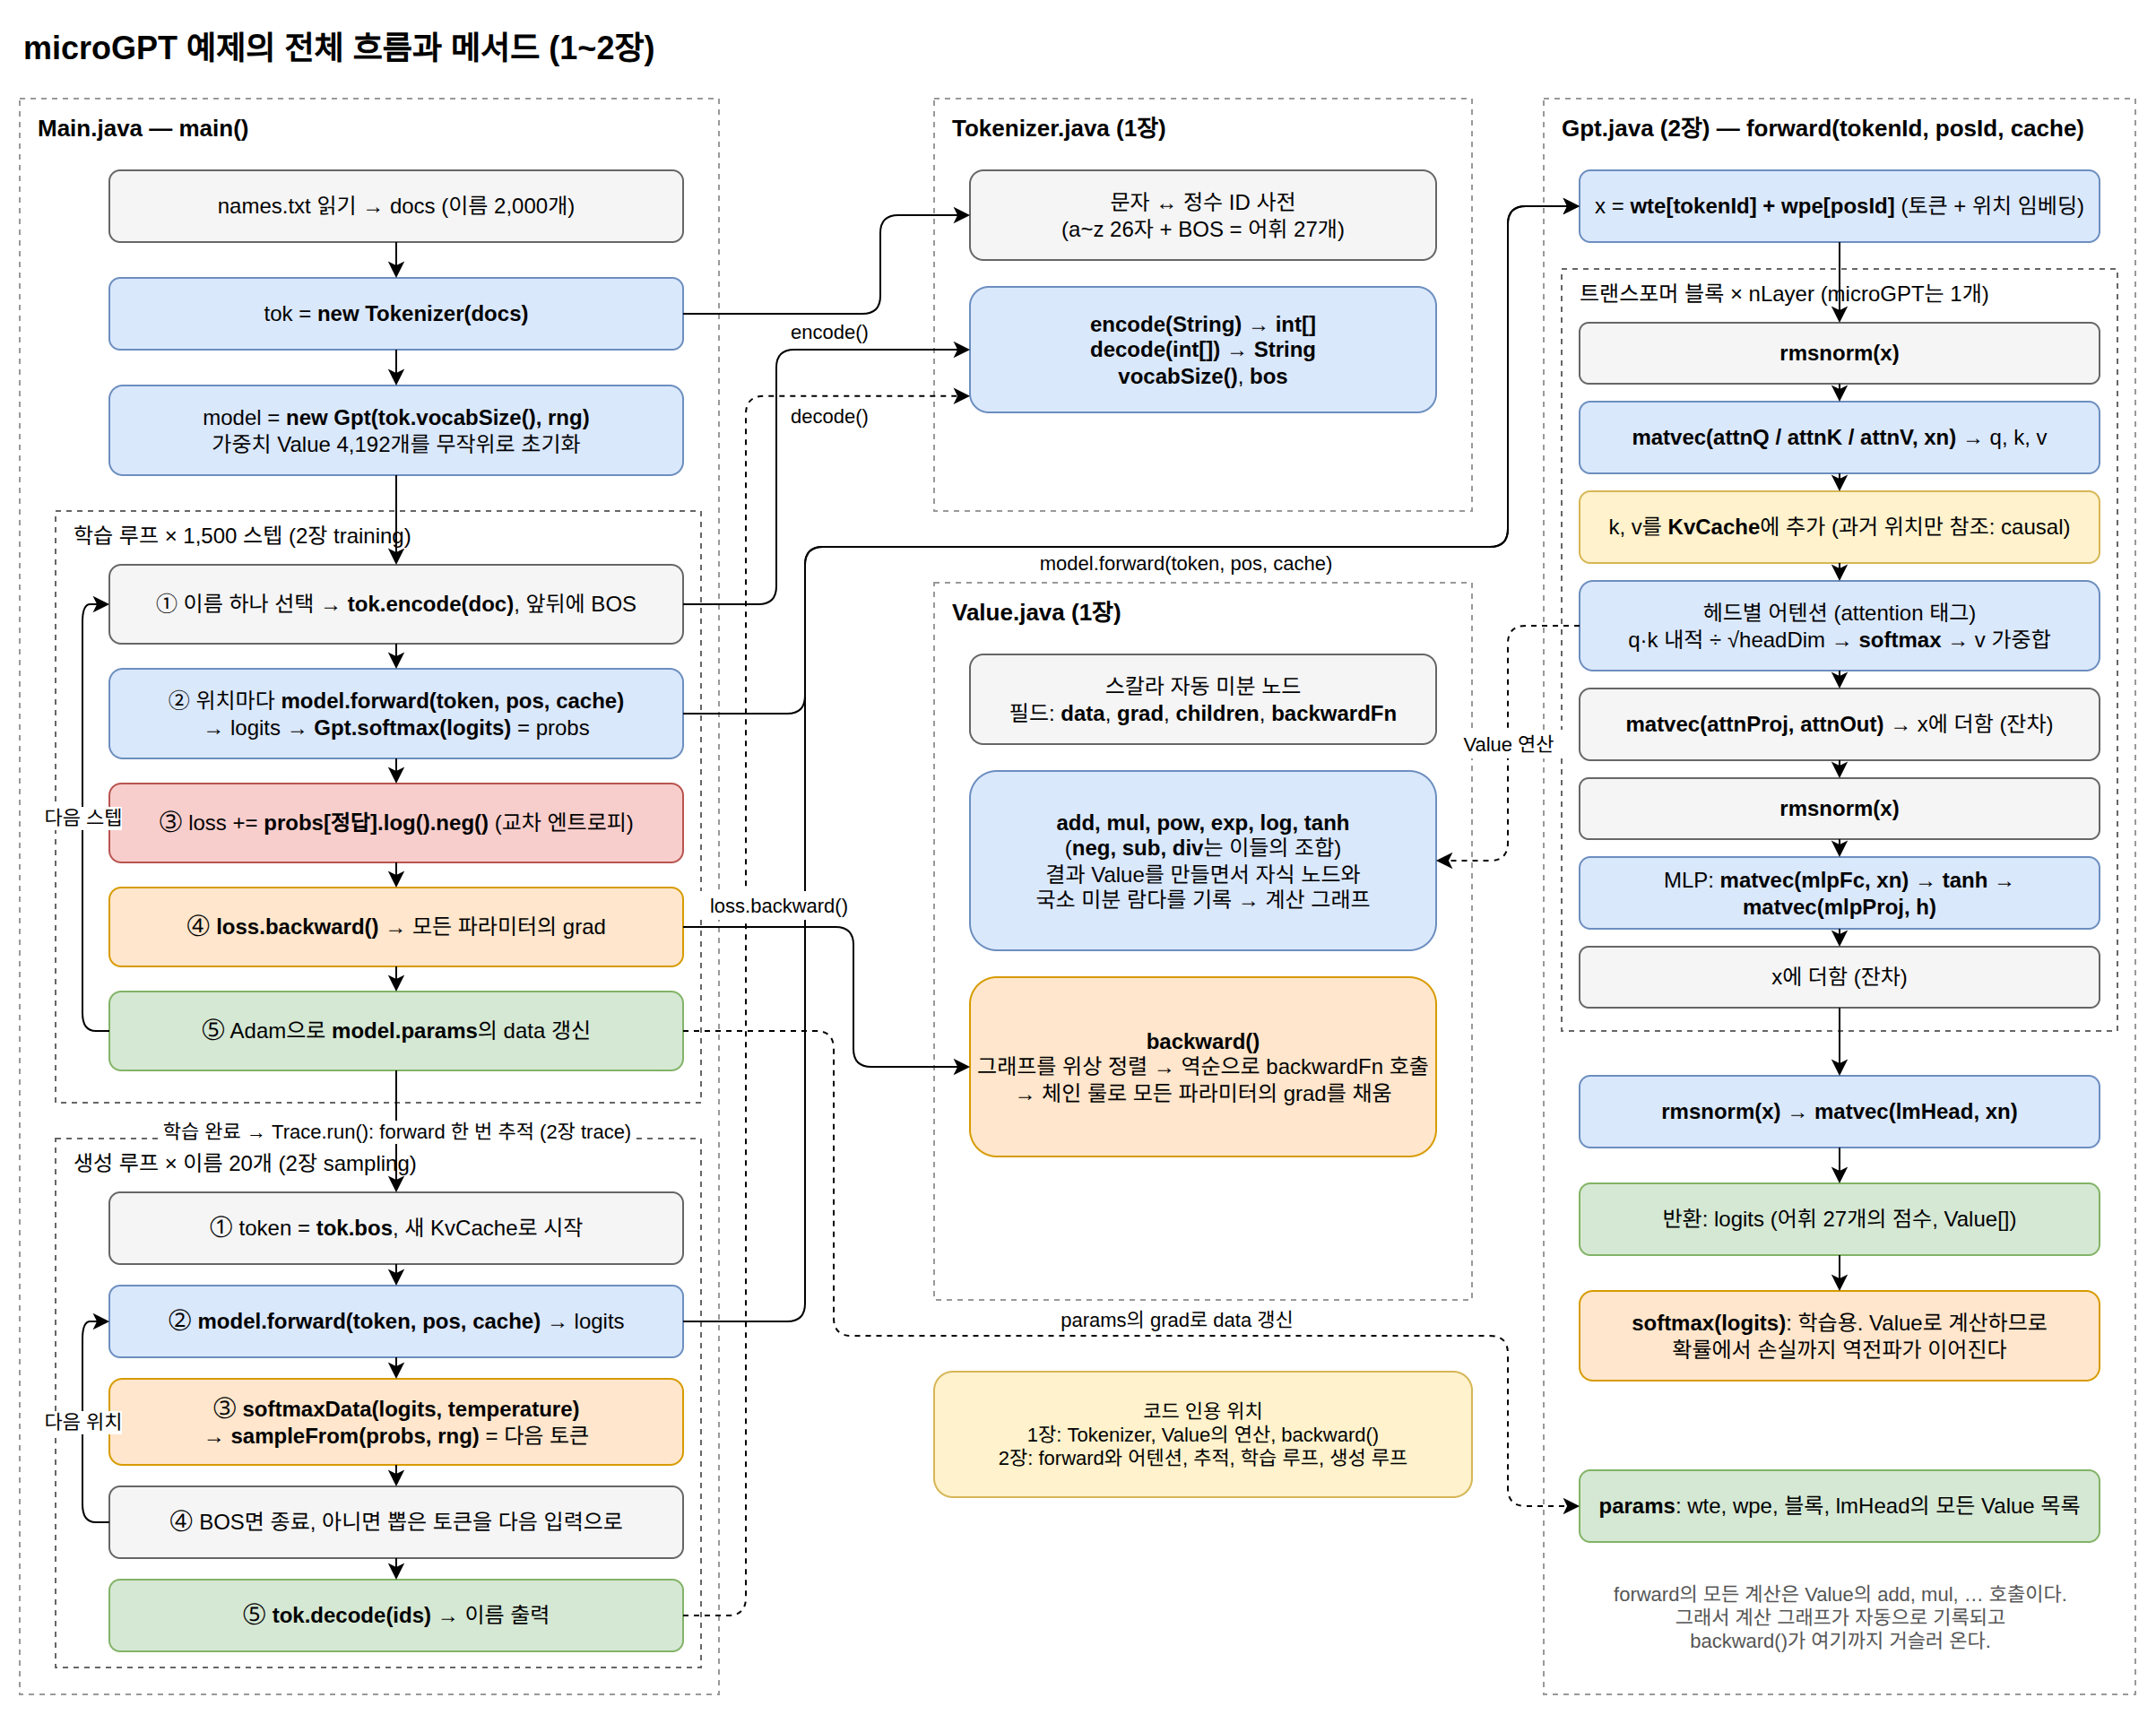 microGPT 예제의 전체 흐름과 메서드 (1~2장)
Main.java — main()
names.txt 읽기 → docs (이름 2,000개)
tok = new Tokenizer(docs)
model = new Gpt(tok.vocabSize(), rng)
가중치 Value 4,192개를 무작위로 초기화
학습 루프 × 1,500 스텝 (2장 training)
① 이름 하나 선택 → tok.encode(doc), 앞뒤에 BOS
② 위치마다 model.forward(token, pos, cache)
→ logits → Gpt.softmax(logits) = probs
③ loss += probs[정답].log().neg() (교차 엔트로피)
다음 스텝
④ loss.backward() → 모든 파라미터의 grad
⑤ Adam으로 model.params의 data 갱신
학습 완료 → Trace.run(): forward 한 번 추적 (2장 trace)
생성 루프 × 이름 20개 (2장 sampling)
① token = tok.bos, 새 KvCache로 시작
② model.forward(token, pos, cache) → logits
③ softmaxData(logits, temperature)
→ sampleFrom(probs, rng) = 다음 토큰
다음 위치
④ BOS면 종료, 아니면 뽑은 토큰을 다음 입력으로
⑤ tok.decode(ids) → 이름 출력
encode()
decode()
model.forward(token, pos, cache)
loss.backward()
Value 연산
params의 grad로 data 갱신
Tokenizer.java (1장)
문자 ↔ 정수 ID 사전
(a~z 26자 + BOS = 어휘 27개)
encode(String) → int[]
decode(int[]) → String
vocabSize(), bos
Value.java (1장)
스칼라 자동 미분 노드
필드: data, grad, children, backwardFn
add, mul, pow, exp, log, tanh
(neg, sub, div는 이들의 조합)
결과 Value를 만들면서 자식 노드와
국소 미분 람다를 기록 → 계산 그래프
backward()
그래프를 위상 정렬 → 역순으로 backwardFn 호출
→ 체인 룰로 모든 파라미터의 grad를 채움
코드 인용 위치
1장: Tokenizer, Value의 연산, backward()
2장: forward와 어텐션, 추적, 학습 루프, 생성 루프
Gpt.java (2장) — forward(tokenId, posId, cache)
x = wte[tokenId] + wpe[posId] (토큰 + 위치 임베딩)
트랜스포머 블록 × nLayer (microGPT는 1개)
rmsnorm(x)
matvec(attnQ / attnK / attnV, xn) → q, k, v
k, v를 KvCache에 추가 (과거 위치만 참조: causal)
헤드별 어텐션 (attention 태그)
q·k 내적 ÷ √headDim → softmax → v 가중합
matvec(attnProj, attnOut) → x에 더함 (잔차)
rmsnorm(x)
MLP: matvec(mlpFc, xn) → tanh →
matvec(mlpProj, h)
x에 더함 (잔차)
rmsnorm(x) → matvec(lmHead, xn)
반환: logits (어휘 27개의 점수, Value[])
softmax(logits): 학습용. Value로 계산하므로
확률에서 손실까지 역전파가 이어진다
params: wte, wpe, 블록, lmHead의 모든 Value 목록
forward의 모든 계산은 Value의 add, mul, … 호출이다.
그래서 계산 그래프가 자동으로 기록되고
backward()가 여기까지 거슬러 온다.